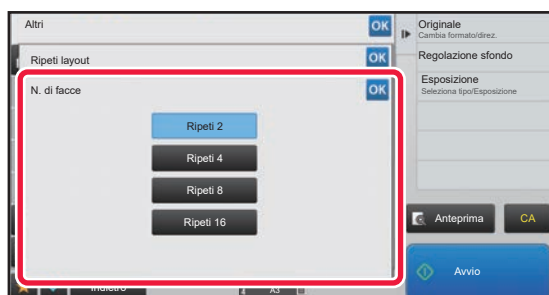 Altri
OK
Ripeti layout
OK
N. di facce
OK
Ripeti 2
Ripeti 4
Ripeti 8
Ripeti 16
Indietro
4 A3
Originale
Cambia formato/direz.
Regolazione sfondo
Esposizione
Seleziona tipo/Esposizione
Anteprima
CA
Avvio